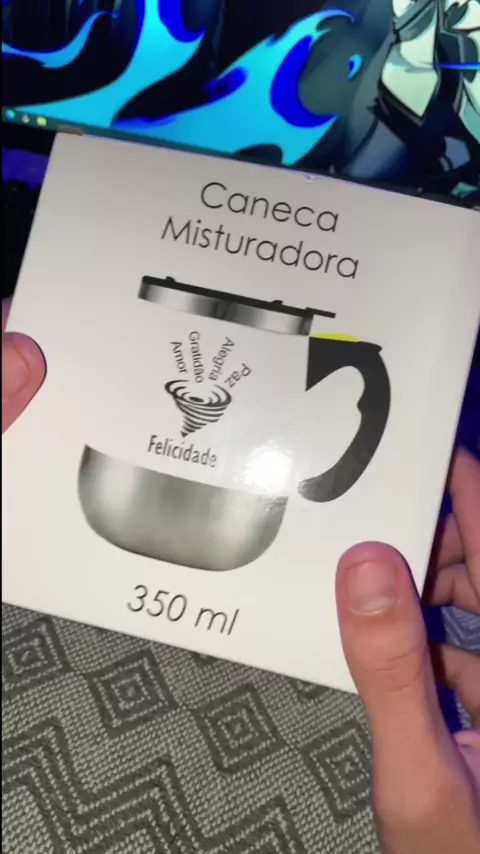 Caneca
Misturadora
Amor
Gratidão
Alegria
Paz
Felicidade
350 ml